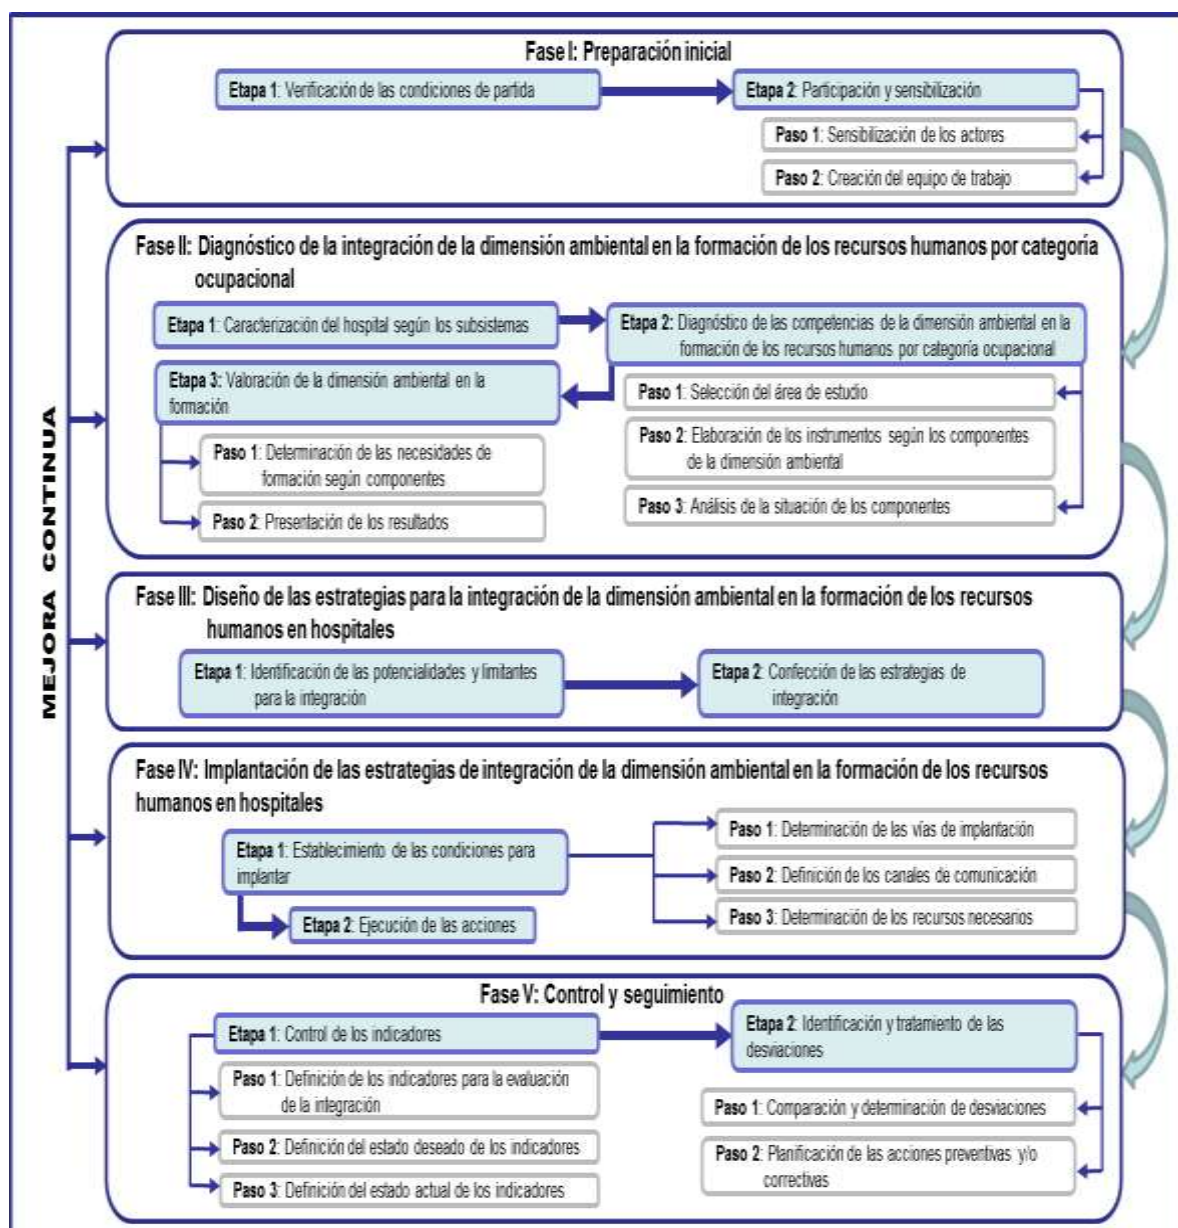 MEJORA CONTINUA
Fase I: Preparación inicial
Etapa 1: Verificación de las condiciones de partida
Etapa 2: Participación y sensibilización
Paso 1: Sensibilización de los actores
Paso 2: Creación del equipo de trabajo
Fase II: Diagnóstico de la integración de la dimensión ambiental en la formación de los recursos humanos por categoría
ocupacional
Etapa 1: Caracterización del hospital según los subsistemas
Etapa 2: Diagnóstico de las competencias de la dimensión ambiental en la
formación de los recursos humanos por categoría ocupacional
Paso 1: Selección del área de estudio
Paso 2: Elaboración de los instrumentos según los componentes
de la dimensión ambiental
Paso 3: Análisis de la situación de los componentes
Etapa 3: Valoración de la dimensión ambiental en la
formación
Paso 1: Determinación de las necesidades de
formación según componentes
Paso 2: Presentación de los resultados
Fase III: Diseño de las estrategias para la integración de la dimensión ambiental en la formación de los recursos
humanos en hospitales
Etapa 1: Identificación de las potencialidades y limitantes
para la integración
Etapa 2: Confección de las estrategias de
integración
Fase IV: Implantación de las estrategias de integración de la dimensión ambiental en la formación de los recursos
humanos en hospitales
Etapa 1: Establecimiento de las condiciones para
implantar
Paso 1: Determinación de las vías de implantación
Paso 2: Definición de los canales de comunicación
Paso 3: Determinación de los recursos necesarios
Etapa 2: Ejecución de las acciones
Fase V: Control y seguimiento
Etapa 1: Control de los indicadores
Paso 1: Definición de los indicadores para la evaluación
de la integración
Paso 2: Definición del estado deseado de los indicadores
Paso 3: Definición del estado actual de los indicadores
Etapa 2: Identificación y tratamiento de las
desviaciones
Paso 1: Comparación y determinación de desviaciones
Paso 2: Planificación de las acciones preventivas y/o
correctivas